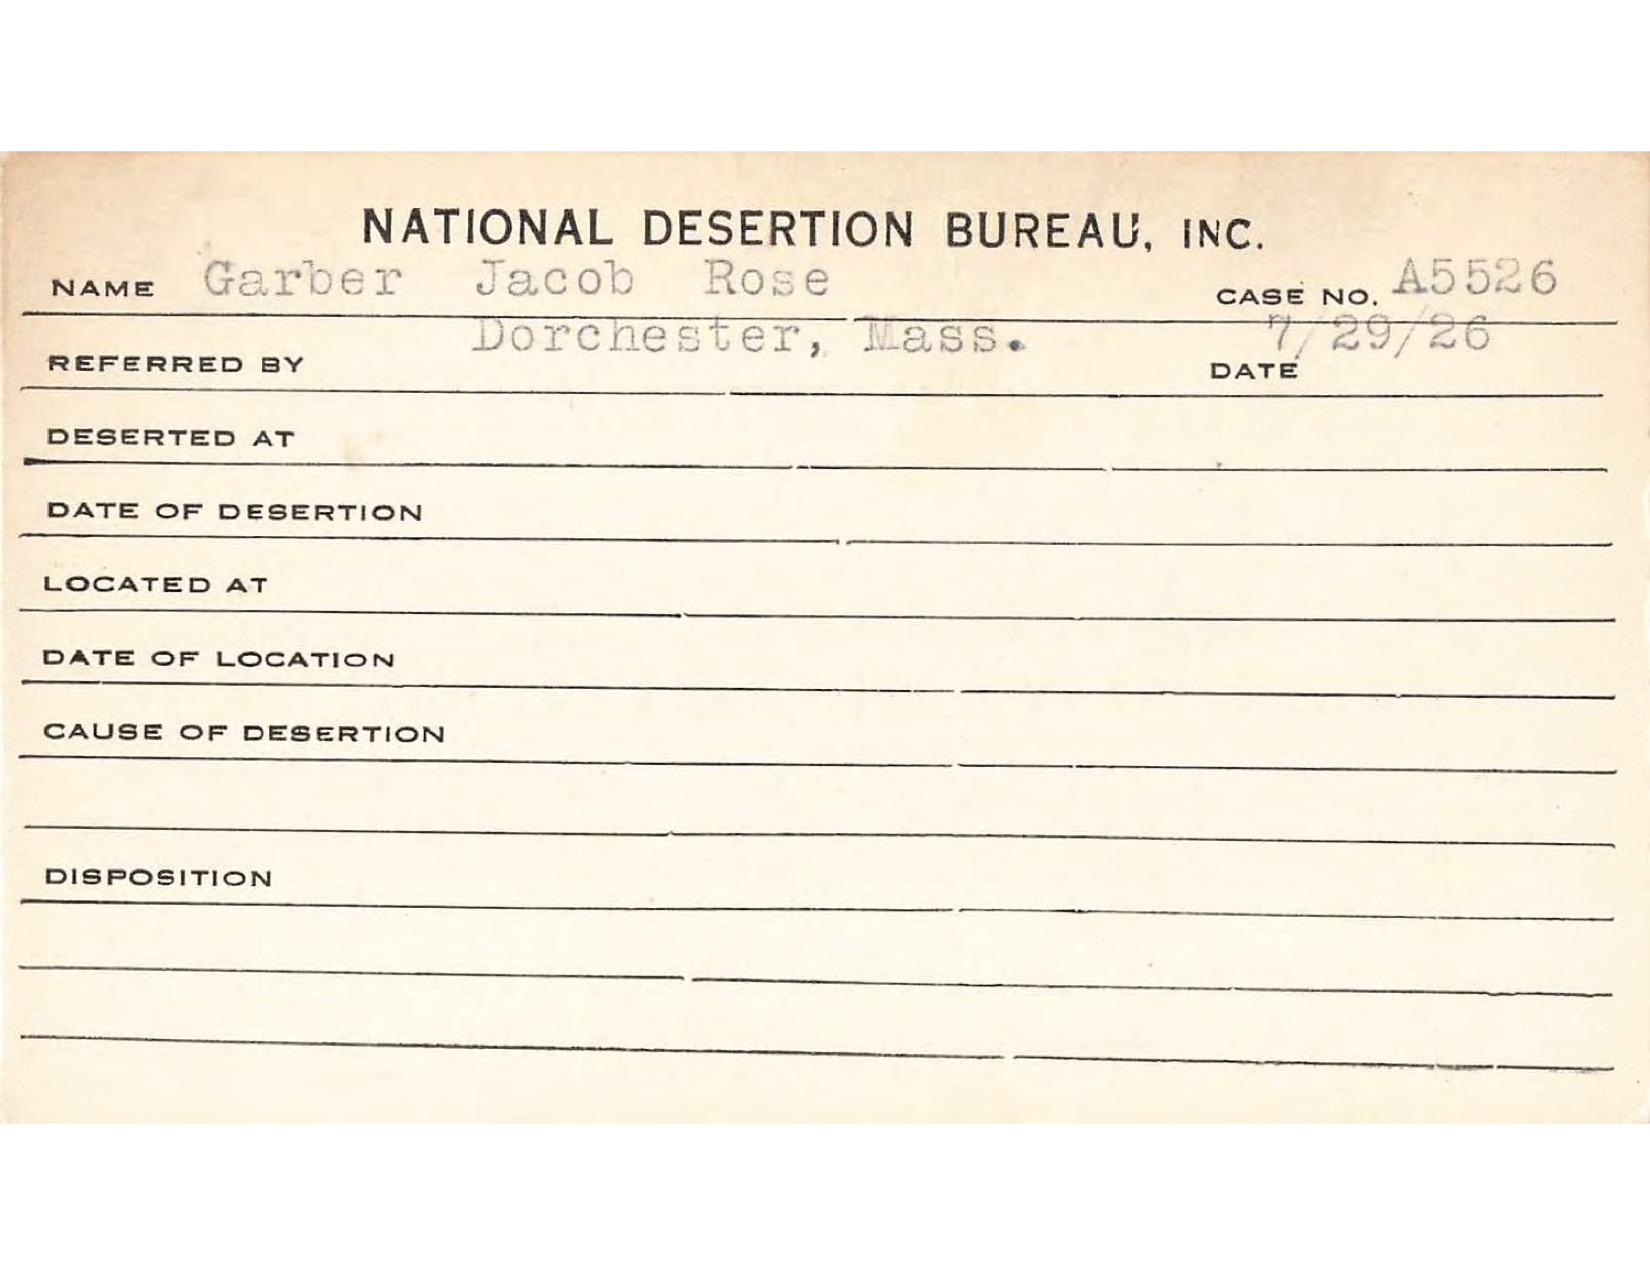 NATIONAL DESERTION BUREAU, INC.
NAME Garber Jacob Rose CASE NO. A5526
REFERRED BY Dorchester, Mass. DATE 7/29/26
DESERTED AT
DATE OF DESERTION
LOCATED AT
DATE OF LOCATION
CAUSE OF DESERTION
DISPOSITION